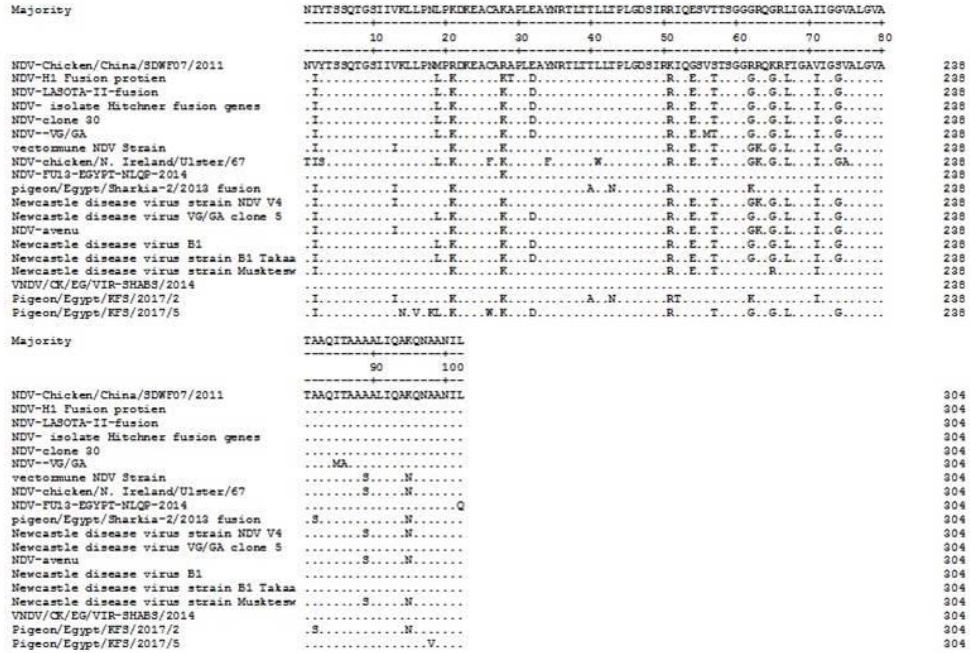 Majority NIYTSSQTGSIIVKLLPNLPKDKEACAKAPLEAYNRTLTTLLTPLGDSIRRIQESVTTSGGGRQGRLIGAIIGGVALGVA
10 20 30 40 50 60 70 80
NDV-Chicken/China/SDWF07/2011 NVYTSSQTGSIIVKLLPNMPRDKEACARAPLEAYNRTLTTLLTPLGDSIRKIQGSVSTSGGRRQKRFIGAVIGSVALGVA 238
NDV-H1 Fusion protien .I................L.K......KT..D..................R..E..T....G..G.L...I..G...... 238
NDV-LASOTA-II-fusion .I................L.K......K...D..................R..E..T....G..G.L...I..G...... 238
NDV- isolate Hitchner fusion genes .I................L.K......K...D..................R..E..T....G..G.L...I..G...... 238
NDV-clone 30 .I................L.K......K...D..................R..E..T....G..G.L...I..G...... 238
NDV--VG/GA .I................L.K......K...D..................R..E.MT....G..G.L...I..G...... 238
vectormune NDV Strain .I..........I.......K......K......................R..E..T....GK.G.L...I..G...... 238
NDV-chicken/N. Ireland/Ulster/67 TIS...............L.K....C.K.....F......W.........R..E..T....GK.G.L...I..GA..... 238
NDV-FU13-EGYPT-NLQP-2014 ...........................K.................................................... 238
pigeon/Egypt/Sharkia-2/2013 fusion .I..........I.......K..................A..N.......R...........K........I......... 238
Newcastle disease virus strain NDV V4 .I..........I.......K......K......................R..E..T....GK.G.L...I..G...... 238
Newcastle disease virus VG/GA clone 5 .I................L.K......K...D..................R..E..T....G..G.L...I..G...... 238
NDV-avenu .I..........I.......K......K......................R..E..T....GK.G.L...I..G...... 238
Newcastle disease virus B1 .I................L.K......K...D..................R..E..T....G..G.L...I..G...... 238
Newcastle disease virus strain B1 Takaa .I................L.K......K...D..................R..E..T....G..G.L...I..G...... 238
Newcastle disease virus strain Musktesw .I..................K......K......................R..E..T.......R.....I......... 238
VNDV/CK/EG/VIR-SHABS/2014 ................................................................................ 238
Pigeon/Egypt/KFS/2017/2 .I..........I.......K......K...........A..N.......RT..........K........I......... 238
Pigeon/Egypt/KFS/2017/5 .I...........N.V.KL.K....W.K...D..................R..E..T....G..G.L......G...... 238
Majority TAAQITAAAALIQAKQNAANIL
90 100
NDV-Chicken/China/SDWF07/2011 TAAQITAAAALIQAKQNAANIL 304
NDV-H1 Fusion protien ...................... 304
NDV-LASOTA-II-fusion ...................... 304
NDV- isolate Hitchner fusion genes ...................... 304
NDV-clone 30 ...................... 304
NDV--VG/GA ....MA................ 304
vectormune NDV Strain ........S.....N....... 304
NDV-chicken/N. Ireland/Ulster/67 ........S.....N....... 304
NDV-FU13-EGYPT-NLQP-2014 .....................Q 304
pigeon/Egypt/Sharkia-2/2013 fusion .S............N....... 304
Newcastle disease virus strain NDV V4 ........S.....N....... 304
Newcastle disease virus VG/GA clone 5 ...................... 304
NDV-avenu ........S.....N....... 304
Newcastle disease virus B1 ...................... 304
Newcastle disease virus strain B1 Takaa ...................... 304
Newcastle disease virus strain Musktesw ........S.....N....... 304
VNDV/CK/EG/VIR-SHABS/2014 ...................... 304
Pigeon/Egypt/KFS/2017/2 .S............N....... 304
Pigeon/Egypt/KFS/2017/5 .................V.... 304